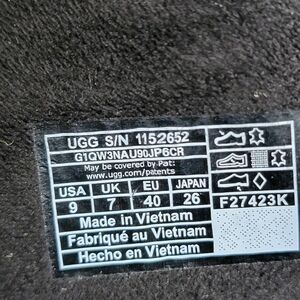 UGG S/N 1152652
G1QW3NAU90JP6CR
May be covered by Pat:
www.ugg.com/patents
USA UK EU JAPAN
9 7 40 26 F27423K
Made in Vietnam
Fabriqué au Vietnam
Hecho en Vietnam